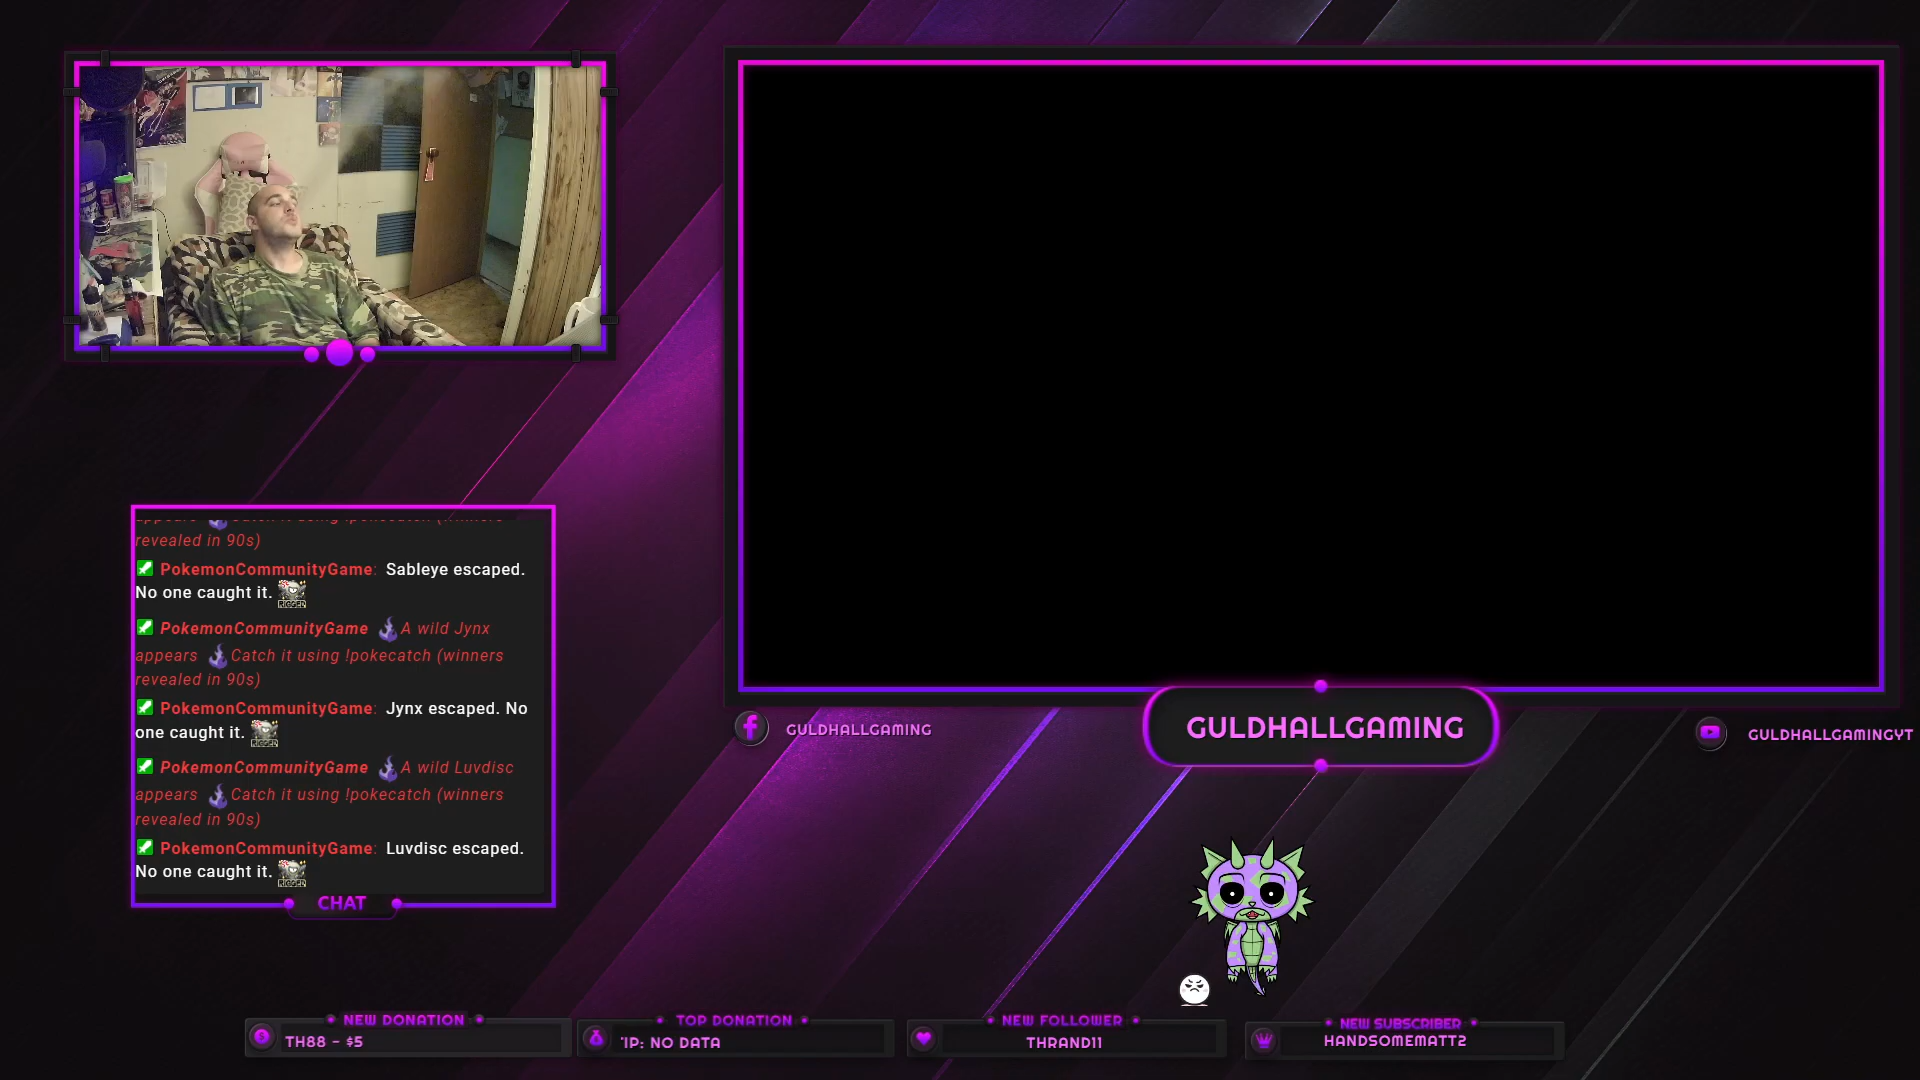 revealed in 90s)
PokemonCommunityGame: Sableye escaped.
No one caught it. RIGGED
PokemonCommunityGame A wild Jynx
appears Catch it using !pokecatch (winners
revealed in 90s)
PokemonCommunityGame: Jynx escaped. No
one caught it. RIGGED
PokemonCommunityGame A wild Luvdisc
appears Catch it using !pokecatch (winners
revealed in 90s)
PokemonCommunityGame: Luvdisc escaped.
No one caught it. RIGGED
CHAT
GULDHALLGAMING
GULDHALLGAMING
GULDHALLGAMINGYT
NEW DONATION
TH88 - $5
TOP DONATION
'IP: NO DATA
NEW FOLLOWER
THRAND11
NEW SUBSCRIBER
HANDSOMEMATT2